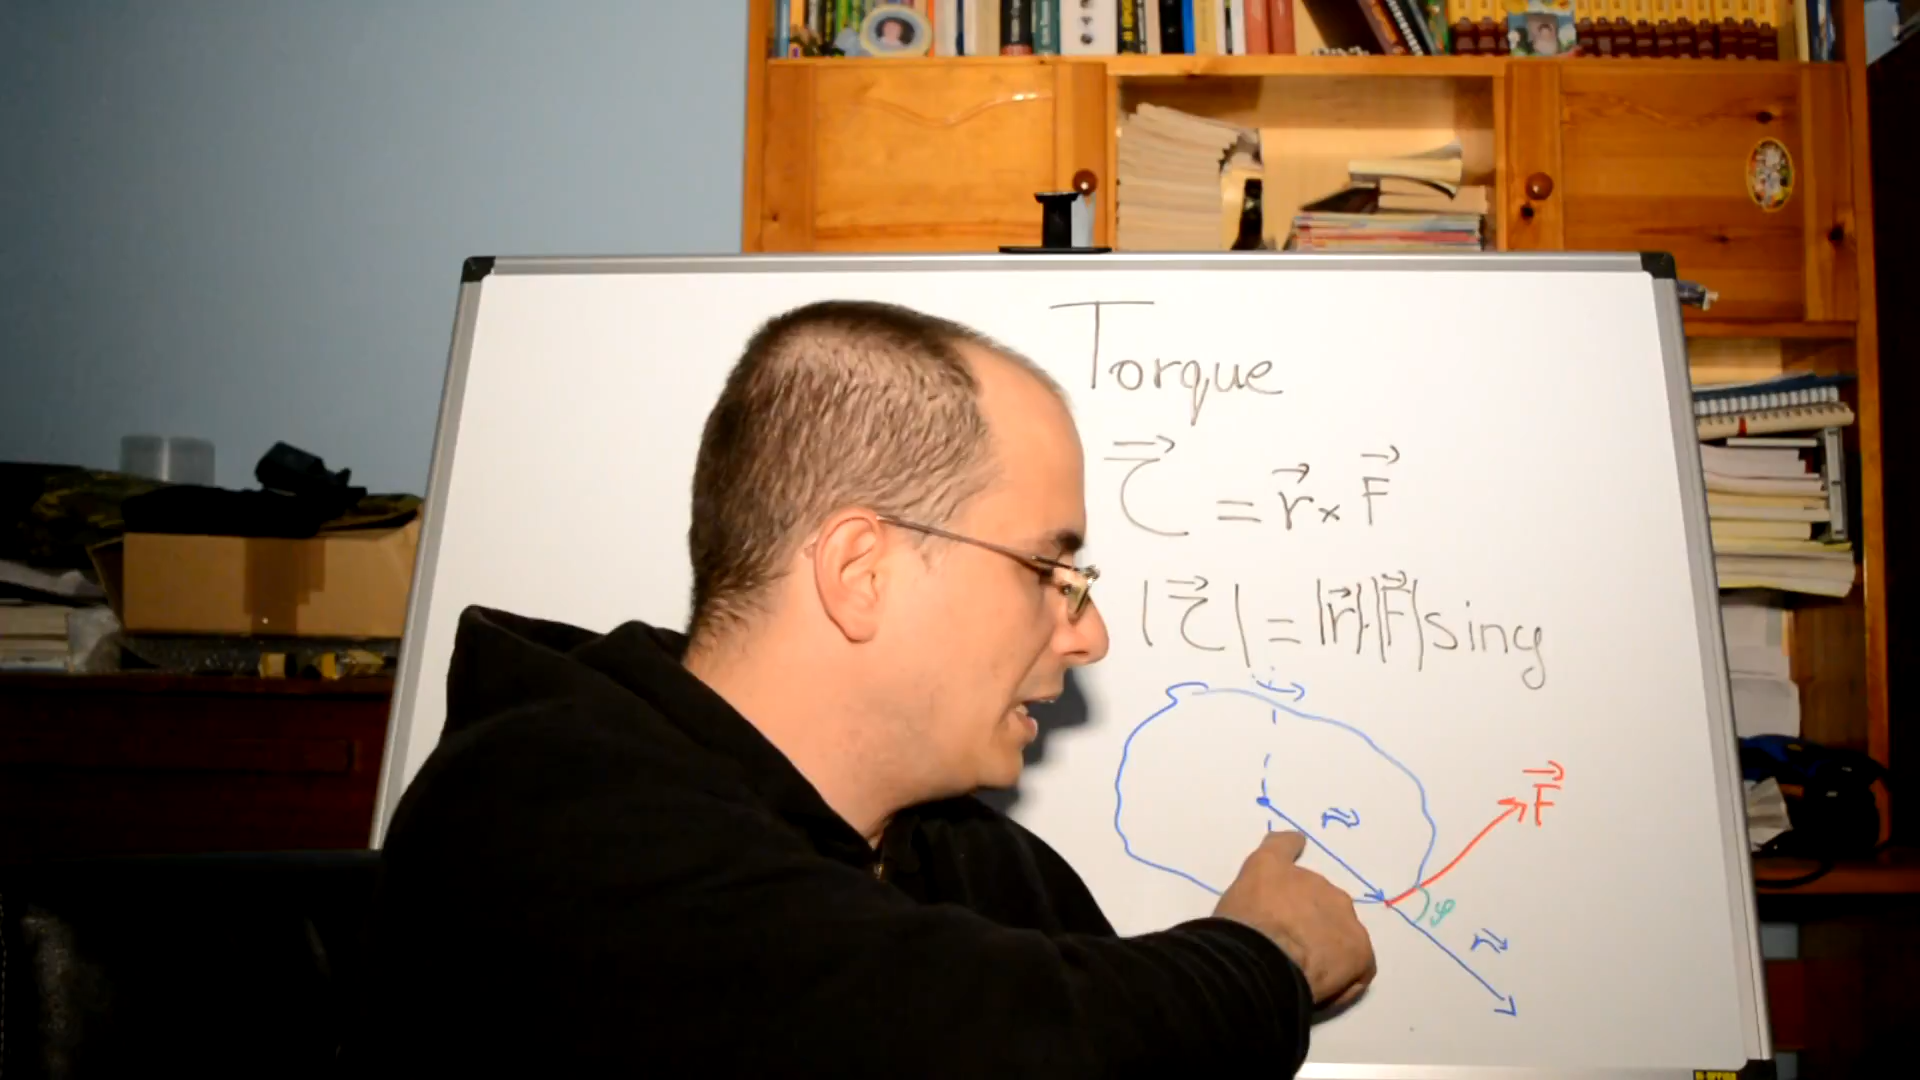 Torque
τ⃗ = r⃗ × F⃗
|τ⃗| = |r⃗|·|F⃗| sinφ
r⃗
F⃗
φ
r⃗